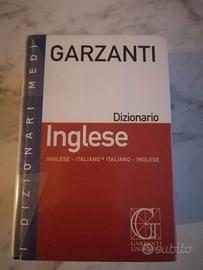 I DIZIONARI MEDI
GARZANTI
Dizionario
Inglese
INGLESE - ITALIANO • ITALIANO - INGLESE
G
GARZANTI
LINGUISTICA
subito